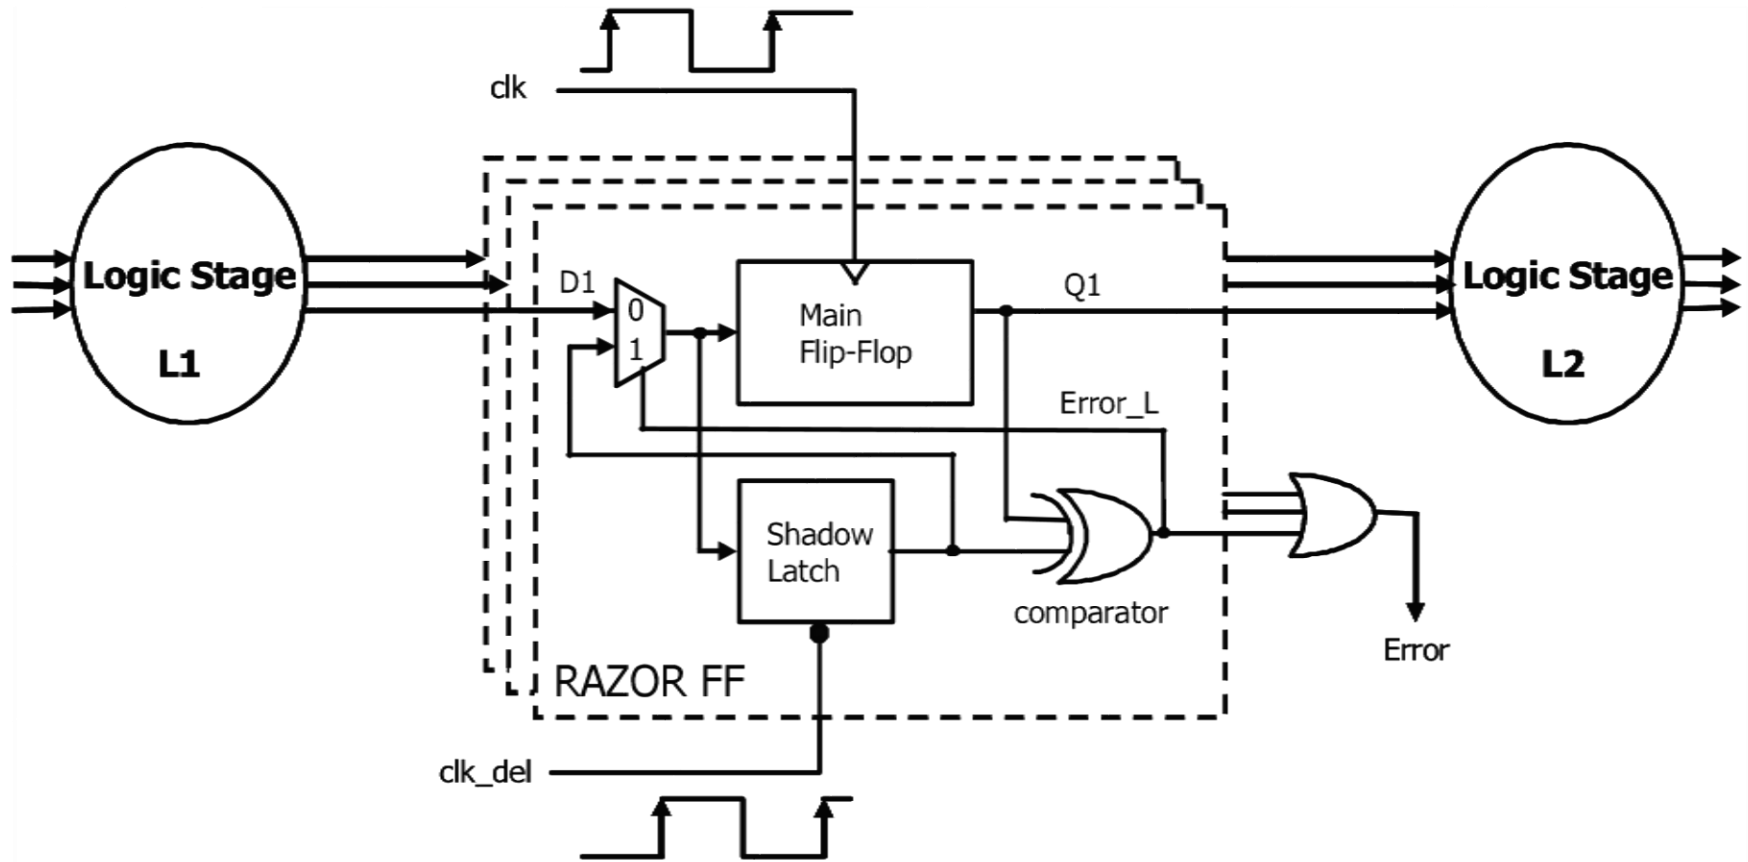 clk
Logic Stage
L1
D1
0
1
Main
Flip-Flop
Q1
Logic Stage
L2
Error_L
Shadow
Latch
comparator
Error
RAZOR FF
clk_del